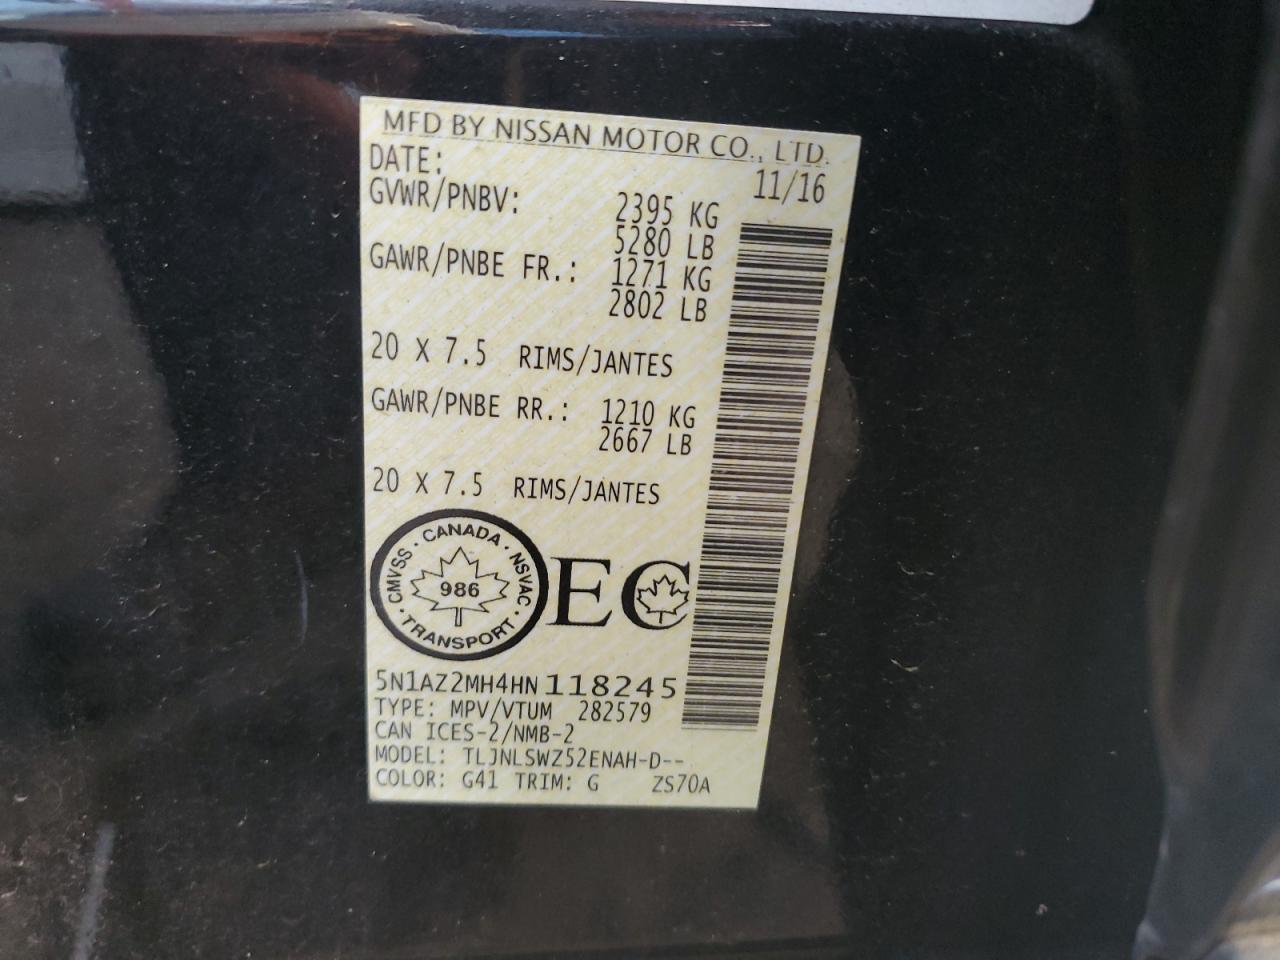 MFD BY NISSAN MOTOR CO., LTD.
DATE: 11/16
GVWR/PNBV: 2395 KG
5280 LB
GAWR/PNBE FR.: 1271 KG
2802 LB
20 X 7.5 RIMS/JANTES
GAWR/PNBE RR.: 1210 KG
2667 LB
20 X 7.5 RIMS/JANTES
CMVSS · CANADA · NSVAC · TRANSPORT ·
986
EC
5N1AZ2MH4HN118245
TYPE: MPV/VTUM 282579
CAN ICES-2/NMB-2
MODEL: TLJNLSWZ52ENAH-D--
COLOR: G41 TRIM: G ZS70A